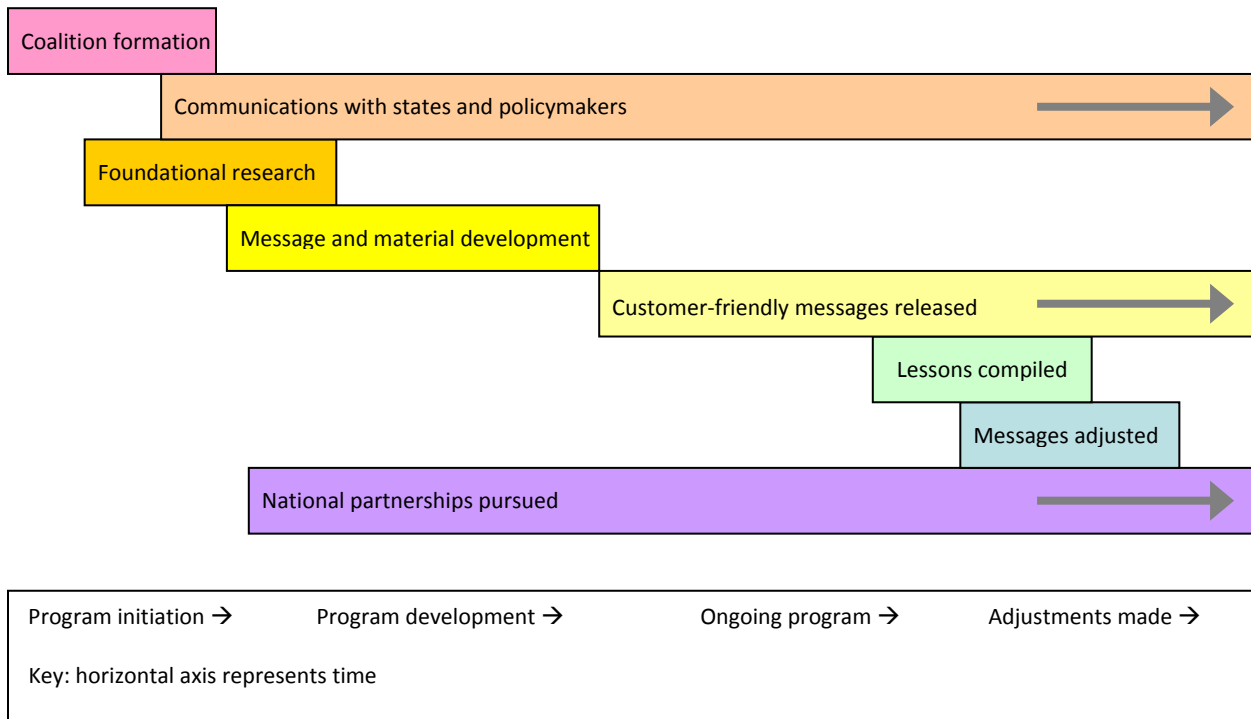 Coalition formation
Communications with states and policymakers
Foundational research
Message and material development
Customer-friendly messages released
Lessons compiled
Messages adjusted
National partnerships pursued
Program initiation → Program development → Ongoing program → Adjustments made →
Key: horizontal axis represents time